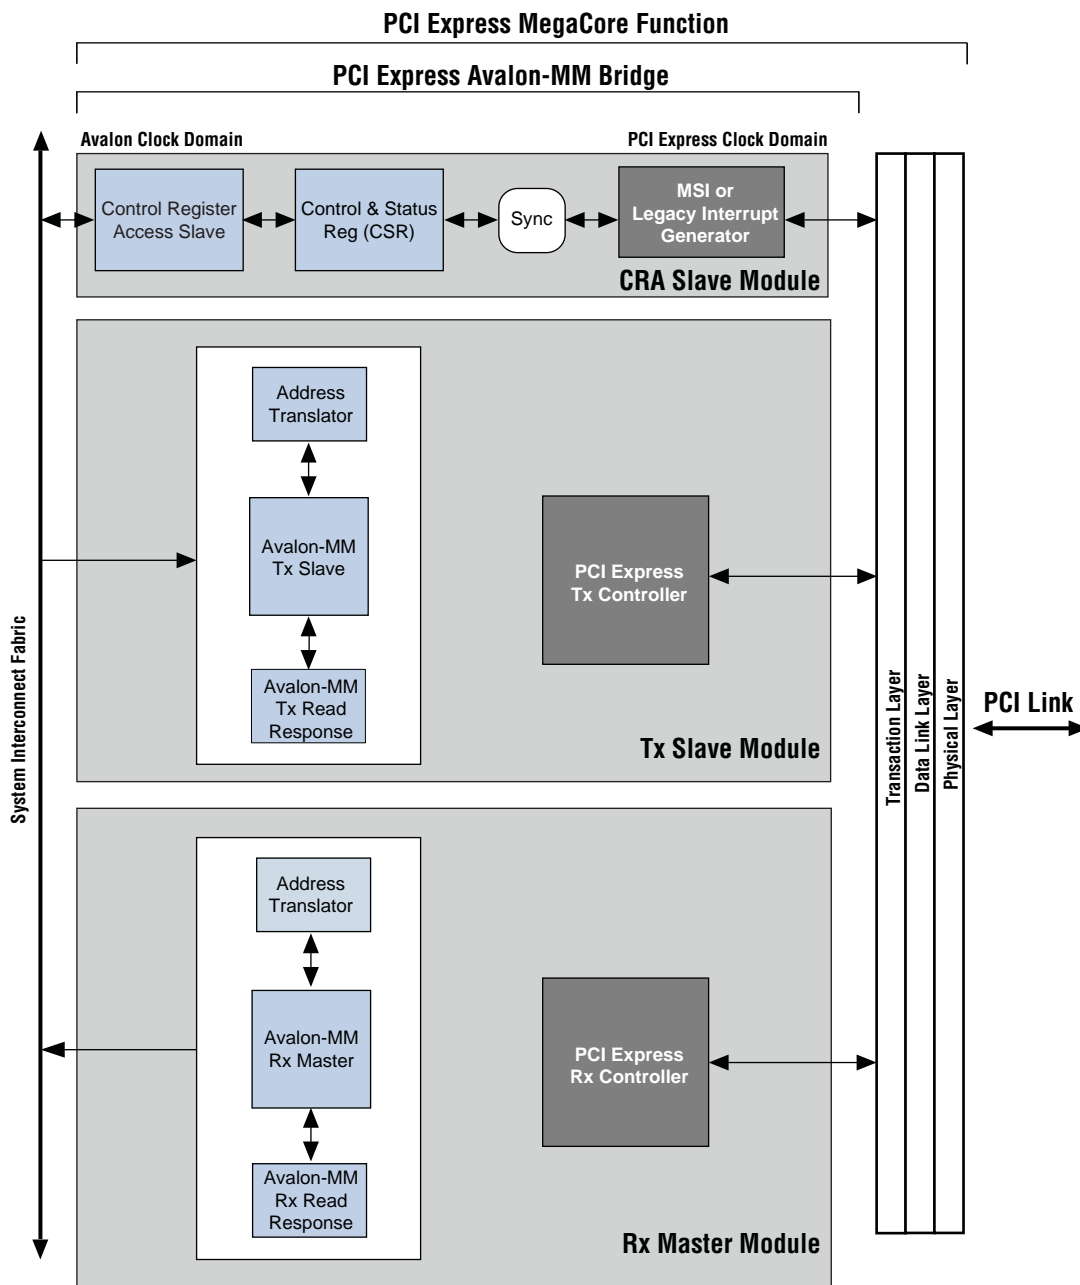 PCI Express MegaCore Function
PCI Express Avalon-MM Bridge
Avalon Clock Domain
PCI Express Clock Domain
Control Register
Access Slave
Control & Status
Reg (CSR)
Sync
MSI or
Legacy Interrupt
Generator
CRA Slave Module
Address
Translator
Avalon-MM
Tx Slave
Avalon-MM
Tx Read
Response
PCI Express
Tx Controller
Tx Slave Module
System Interconnect Fabric
Transaction Layer
Data Link Layer
Physical Layer
PCI Link
Address
Translator
Avalon-MM
Rx Master
Avalon-MM
Rx Read
Response
PCI Express
Rx Controller
Rx Master Module